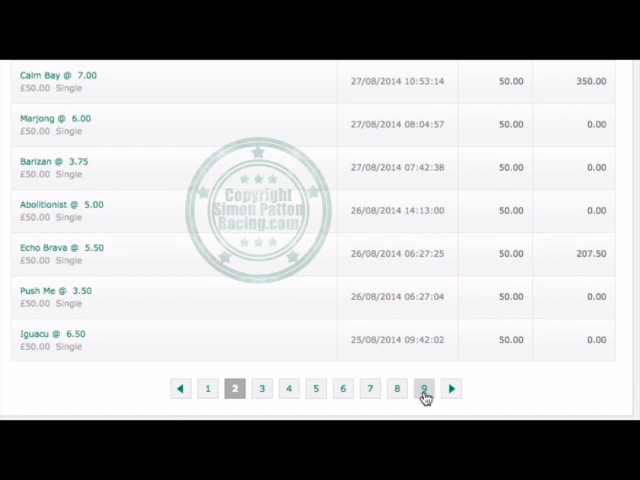 Calm Bay @ 7.00
£50.00 Single
27/08/2014 10:53:14 50.00 350.00
Marjong @ 6.00
£50.00 Single
27/08/2014 08:04:57 50.00 0.00
Barizan @ 3.75
£50.00 Single
27/08/2014 07:42:38 50.00 0.00
Abolitionist @ 5.00
£50.00 Single
26/08/2014 14:13:00 50.00 0.00
Echo Brava @ 5.50
£50.00 Single
26/08/2014 06:27:25 50.00 207.50
Push Me @ 3.50
£50.00 Single
26/08/2014 06:27:04 50.00 0.00
Iguacu @ 6.50
£50.00 Single
25/08/2014 09:42:02 50.00 0.00
Copyright
Simon Patton
Racing.com
1 2 3 4 5 6 7 8 9